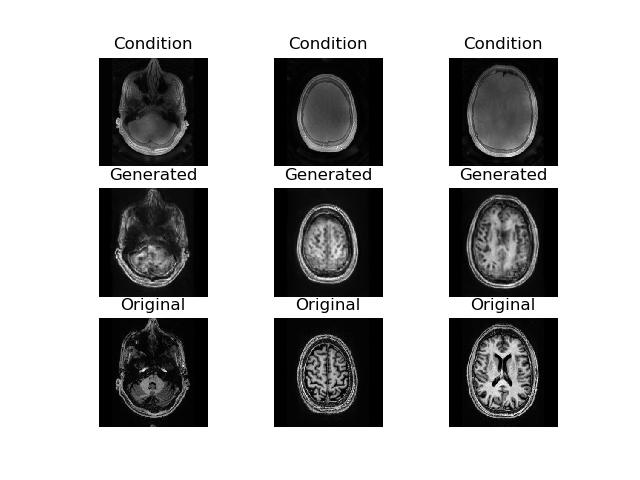 Condition Condition Condition
Generated Generated Generated
Original Original Original